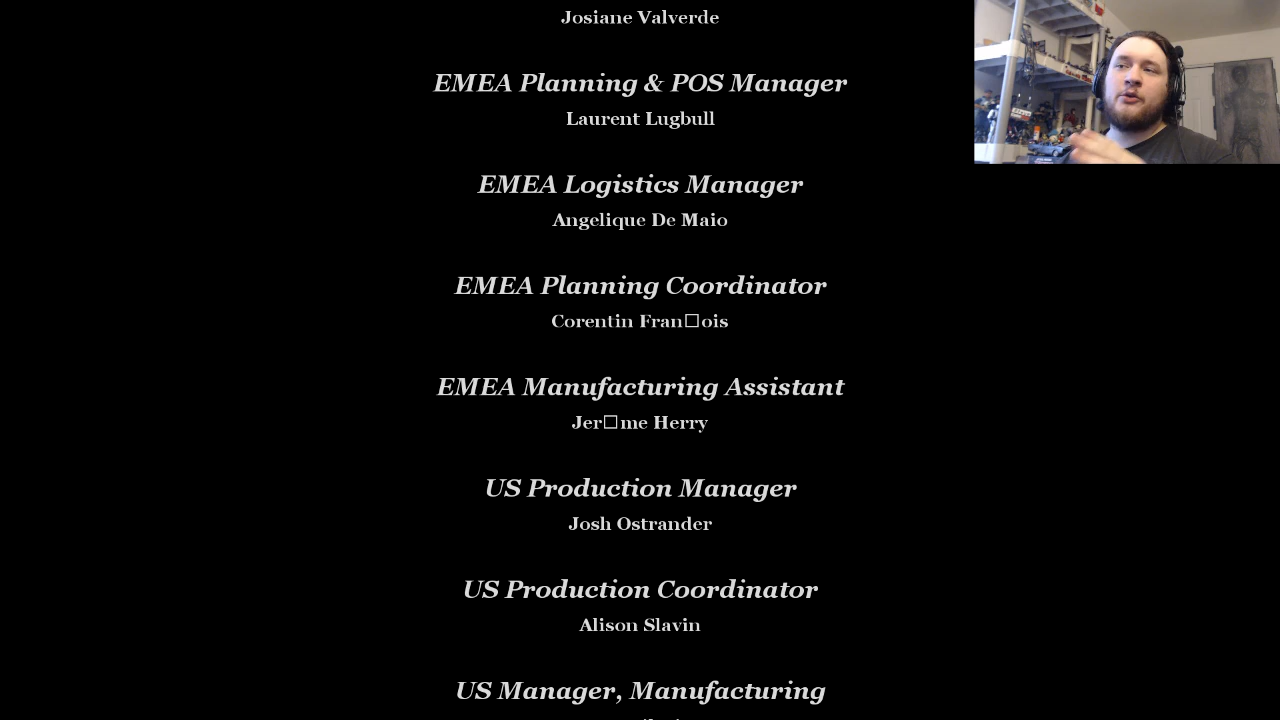 Josiane Valverde
EMEA Planning & POS Manager
Laurent Lugbull
EMEA Logistics Manager
Angelique De Maio
EMEA Planning Coordinator
Corentin Fran□ois
EMEA Manufacturing Assistant
Jer□me Herry
US Production Manager
Josh Ostrander
US Production Coordinator
Alison Slavin
US Manager, Manufacturing